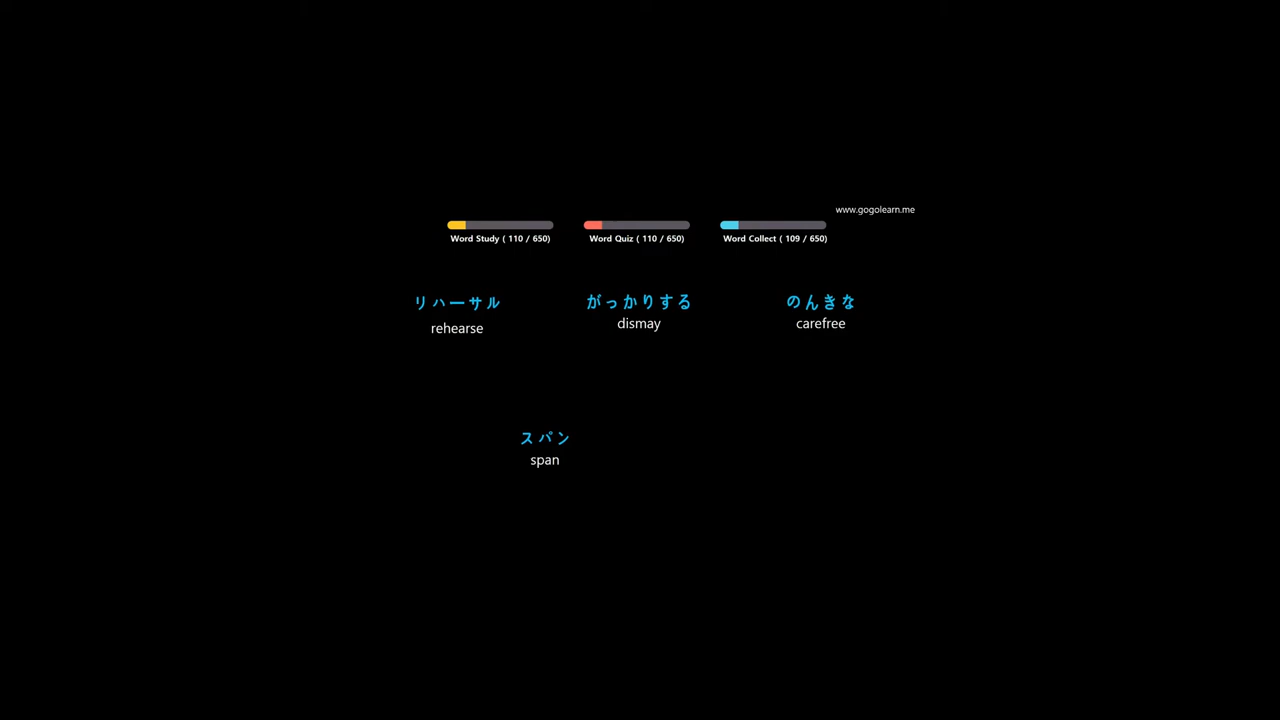 www.gogolearn.me
Word Study ( 110 / 650)
Word Quiz ( 110 / 650)
Word Collect ( 109 / 650)
リハーサル
rehearse
がっかりする
dismay
のんきな
carefree
スパン
span